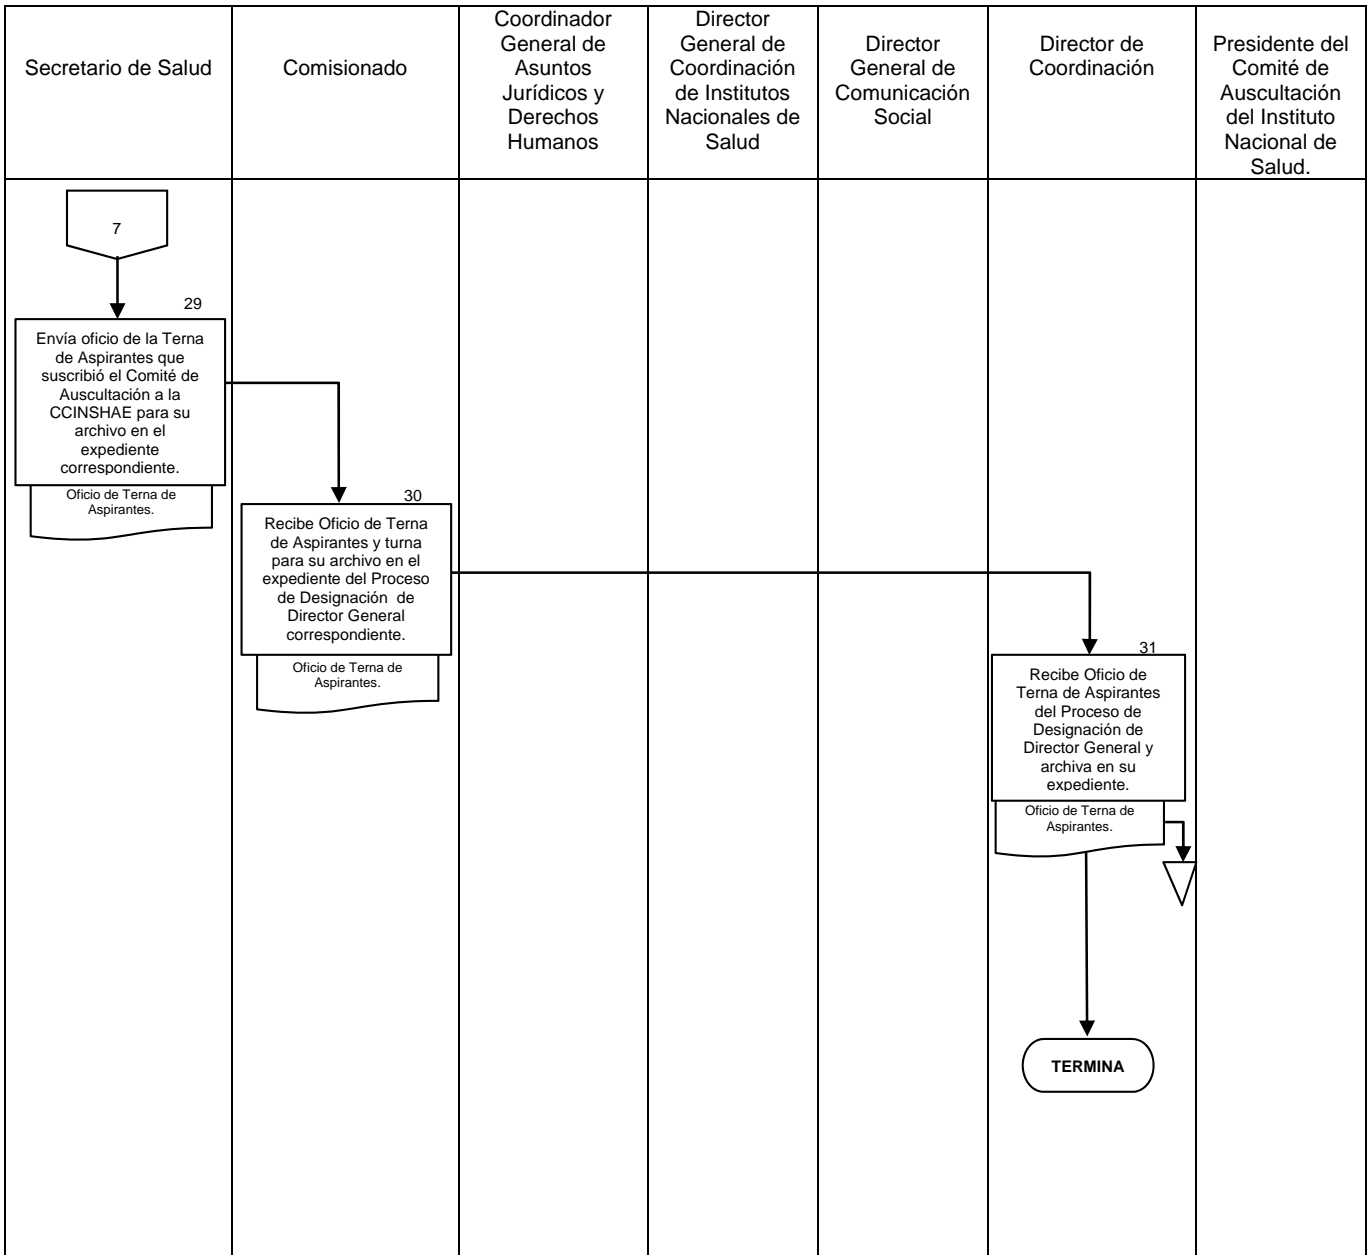 Secretario de Salud
Comisionado
Coordinador
General de
Asuntos
Jurídicos y
Derechos
Humanos
Director
General de
Coordinación
de Institutos
Nacionales de
Salud
Director
General de
Comunicación
Social
Director de
Coordinación
Presidente del
Comité de
Auscultación
del Instituto
Nacional de
Salud.
7
29
Envía oficio de la Terna
de Aspirantes que
suscribió el Comité de
Auscultación a la
CCINSHAE para su
archivo en el
expediente
correspondiente.
Oficio de Terna de
Aspirantes.
30
Recibe Oficio de Terna
de Aspirantes y turna
para su archivo en el
expediente del Proceso
de Designación de
Director General
correspondiente.
Oficio de Terna de
Aspirantes.
31
Recibe Oficio de
Terna de Aspirantes
del Proceso de
Designación de
Director General y
archiva en su
expediente.
Oficio de Terna de
Aspirantes.
TERMINA